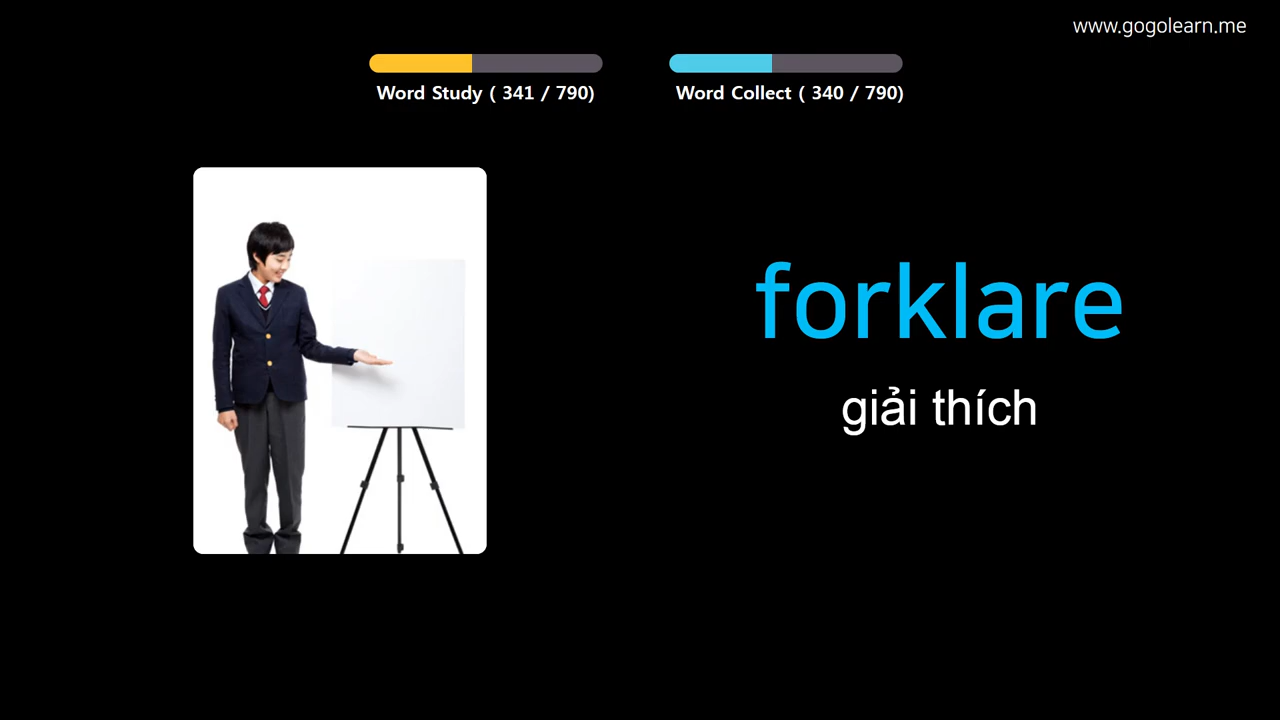 www.gogolearn.me
Word Study ( 341 / 790)
Word Collect ( 340 / 790)
forklare
giải thích